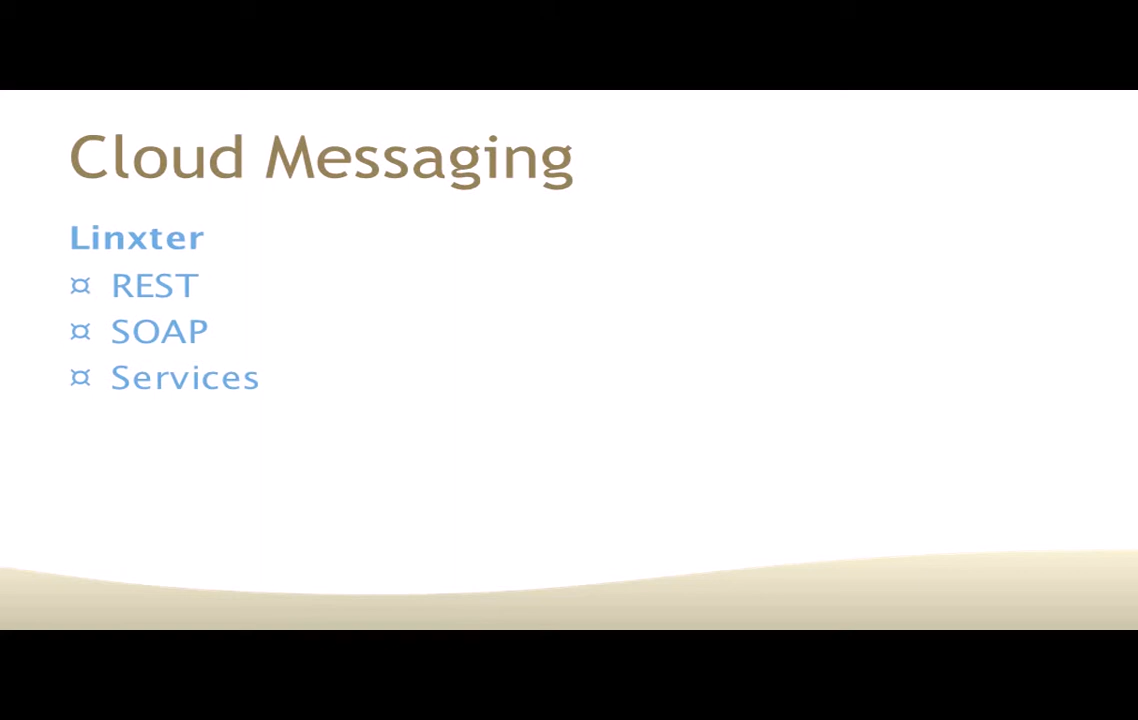 Cloud Messaging
Linxter
¤ REST
¤ SOAP
¤ Services